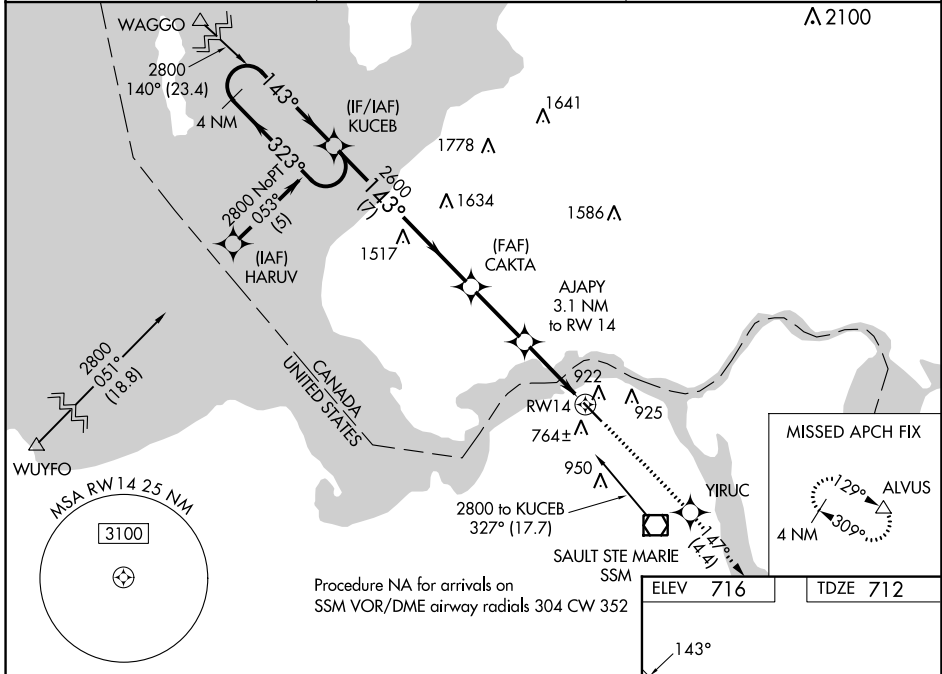 WAGGO
2100
2800
140° (23.4)
143°
4 NM
(IF/IAF)
KUCEB
1641
1778
323°
2800 NoPT
053°
(5)
2600
143°
(7)
1634
1586
1517
(IAF)
HARUV
(FAF)
CAKTA
AJAPY
3.1 NM
to RW 14
2800
051°
(18.8)
CANADA
UNITED STATES
922
RW14
925
764±
MISSED APCH FIX
WUYFO
950
YIRUC
129°
ALVUS
309°
4 NM
MSA RW14 25 NM
3100
2800 to KUCEB
327° (17.7)
147°
(4.4)
SAULT STE MARIE
SSM
Procedure NA for arrivals on
SSM VOR/DME airway radials 304 CW 352
ELEV 716
TDZE 712
143°